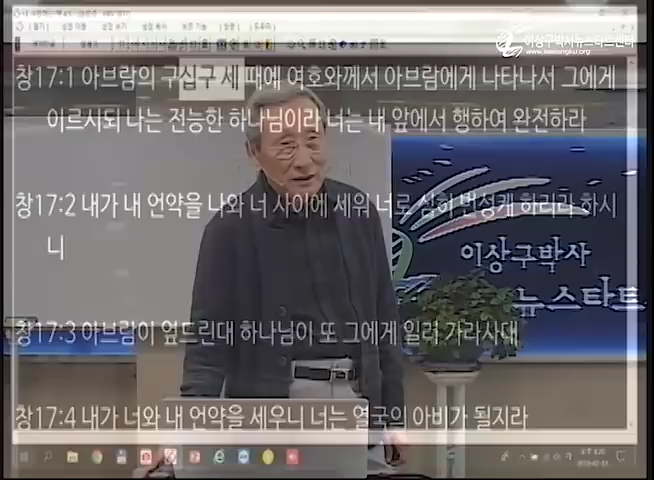 이상구박사뉴스타트센터
창17:1 아브람의 구십구 세 때에 여호와께서 아브람에게 나타나서 그에게
이르시되 나는 전능한 하나님이라 너는 내 앞에서 행하여 완전하라
창17:2 내가 내 언약을 나와 너 사이에 세워 너로 심히 번성케 하리라 하시
니
이상구박사
뉴스타트
창17:3 아브람이 엎드린대 하나님이 또 그에게 일러 가라사대
창17:4 내가 너와 내 언약을 세우니 너는 열국의 아비가 될지라